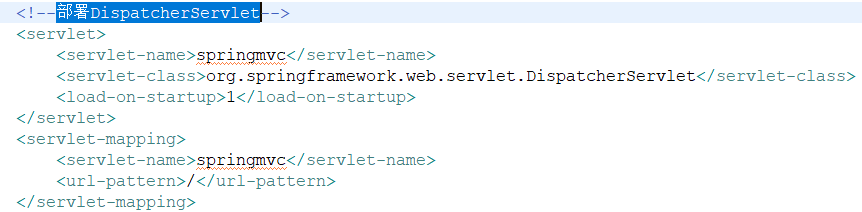 <!--部署DispatcherServlet-->
<servlet>
<servlet-name>springmvc</servlet-name>
<servlet-class>org.springframework.web.servlet.DispatcherServlet</servlet-class>
<load-on-startup>1</load-on-startup>
</servlet>
<servlet-mapping>
<servlet-name>springmvc</servlet-name>
<url-pattern>/</url-pattern>
</servlet-mapping>